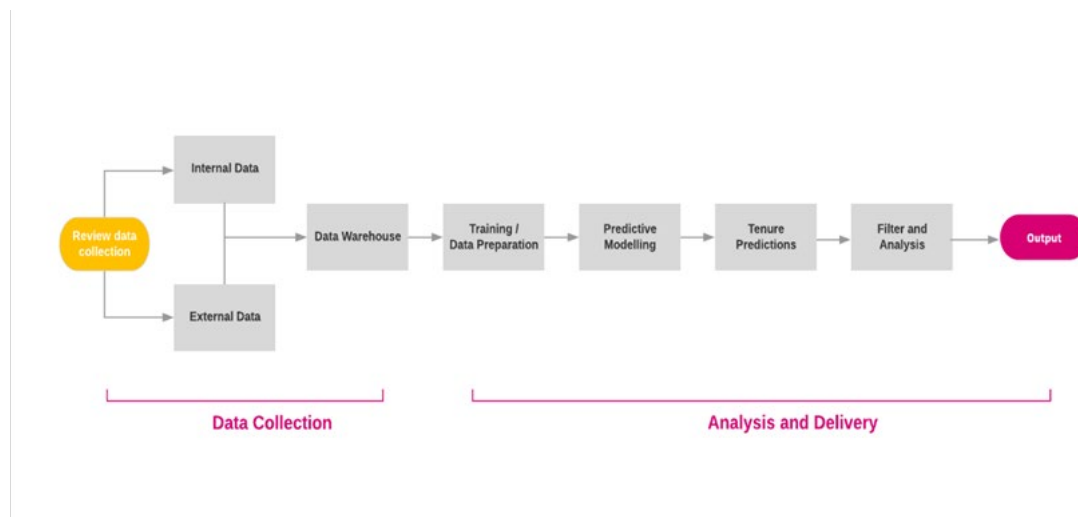 Internal Data
Review data
collection
External Data
Data Warehouse
Training /
Data Preparation
Predictive
Modelling
Tenure
Predictions
Filter and
Analysis
Output
Data Collection
Analysis and Delivery